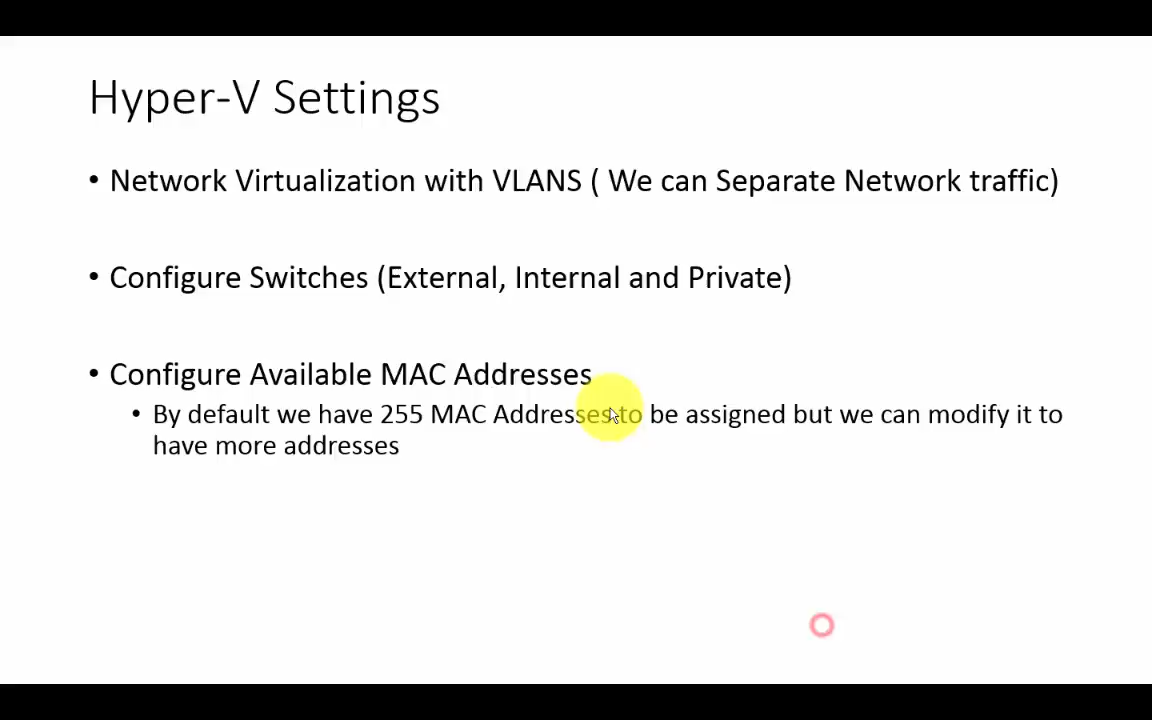 Hyper-V Settings
• Network Virtualization with VLANS ( We can Separate Network traffic)
• Configure Switches (External, Internal and Private)
• Configure Available MAC Addresses
• By default we have 255 MAC Addresses to be assigned but we can modify it to
have more addresses